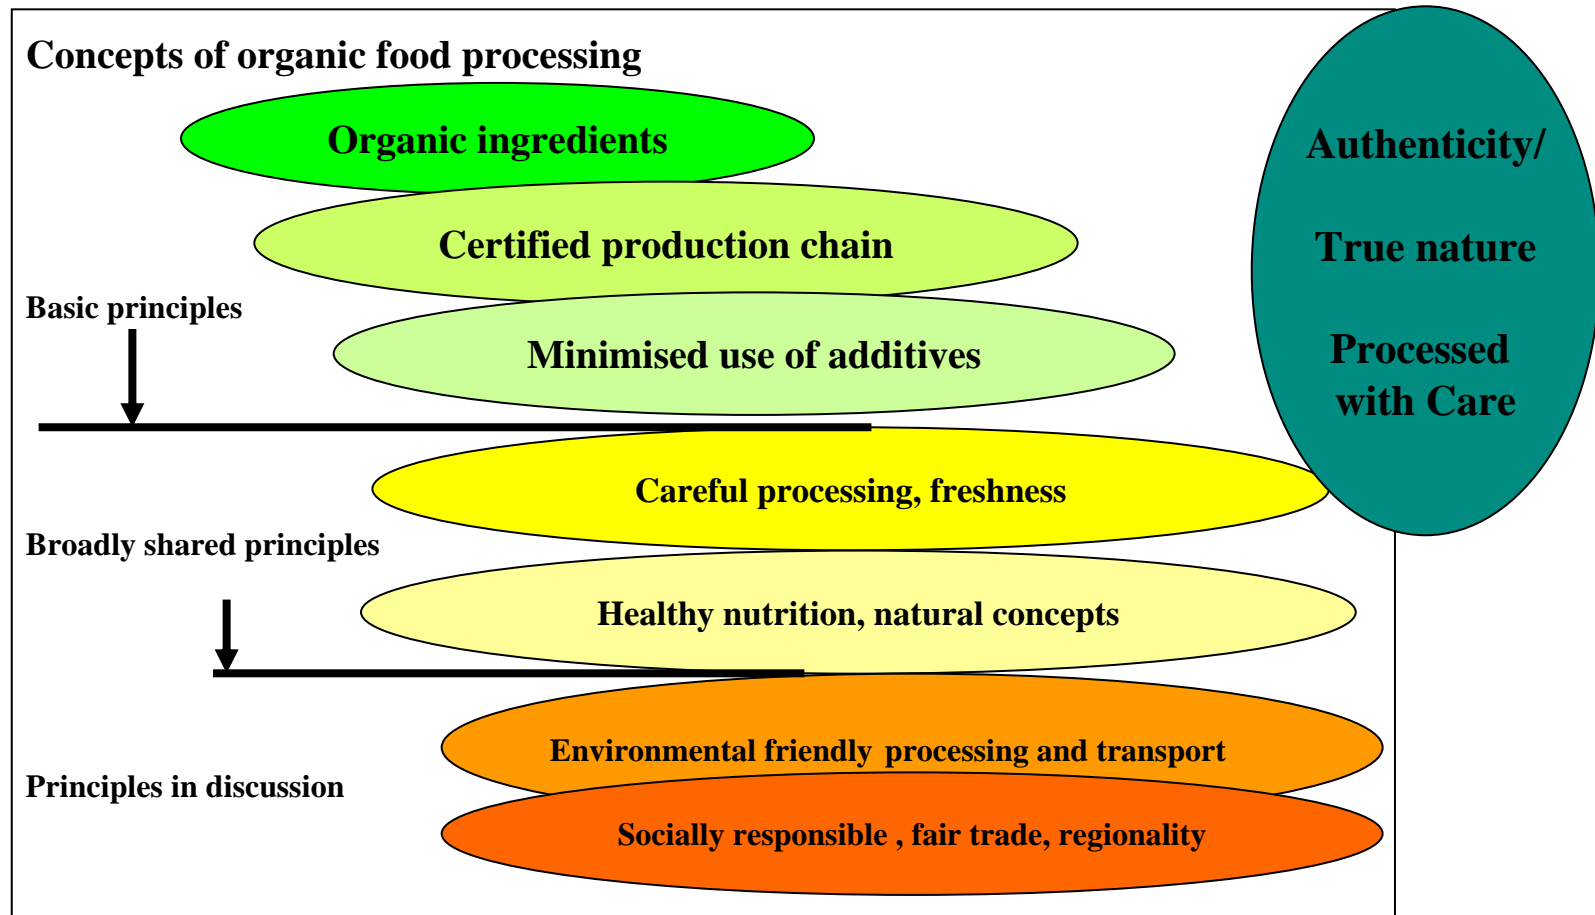 Concepts of organic food processing
Organic ingredients
Certified production chain
Basic principles
Minimised use of additives
Careful processing, freshness
Broadly shared principles
Healthy nutrition, natural concepts
Environmental friendly processing and transport
Principles in discussion
Socially responsible , fair trade, regionality
Authenticity/
True nature
Processed
with Care